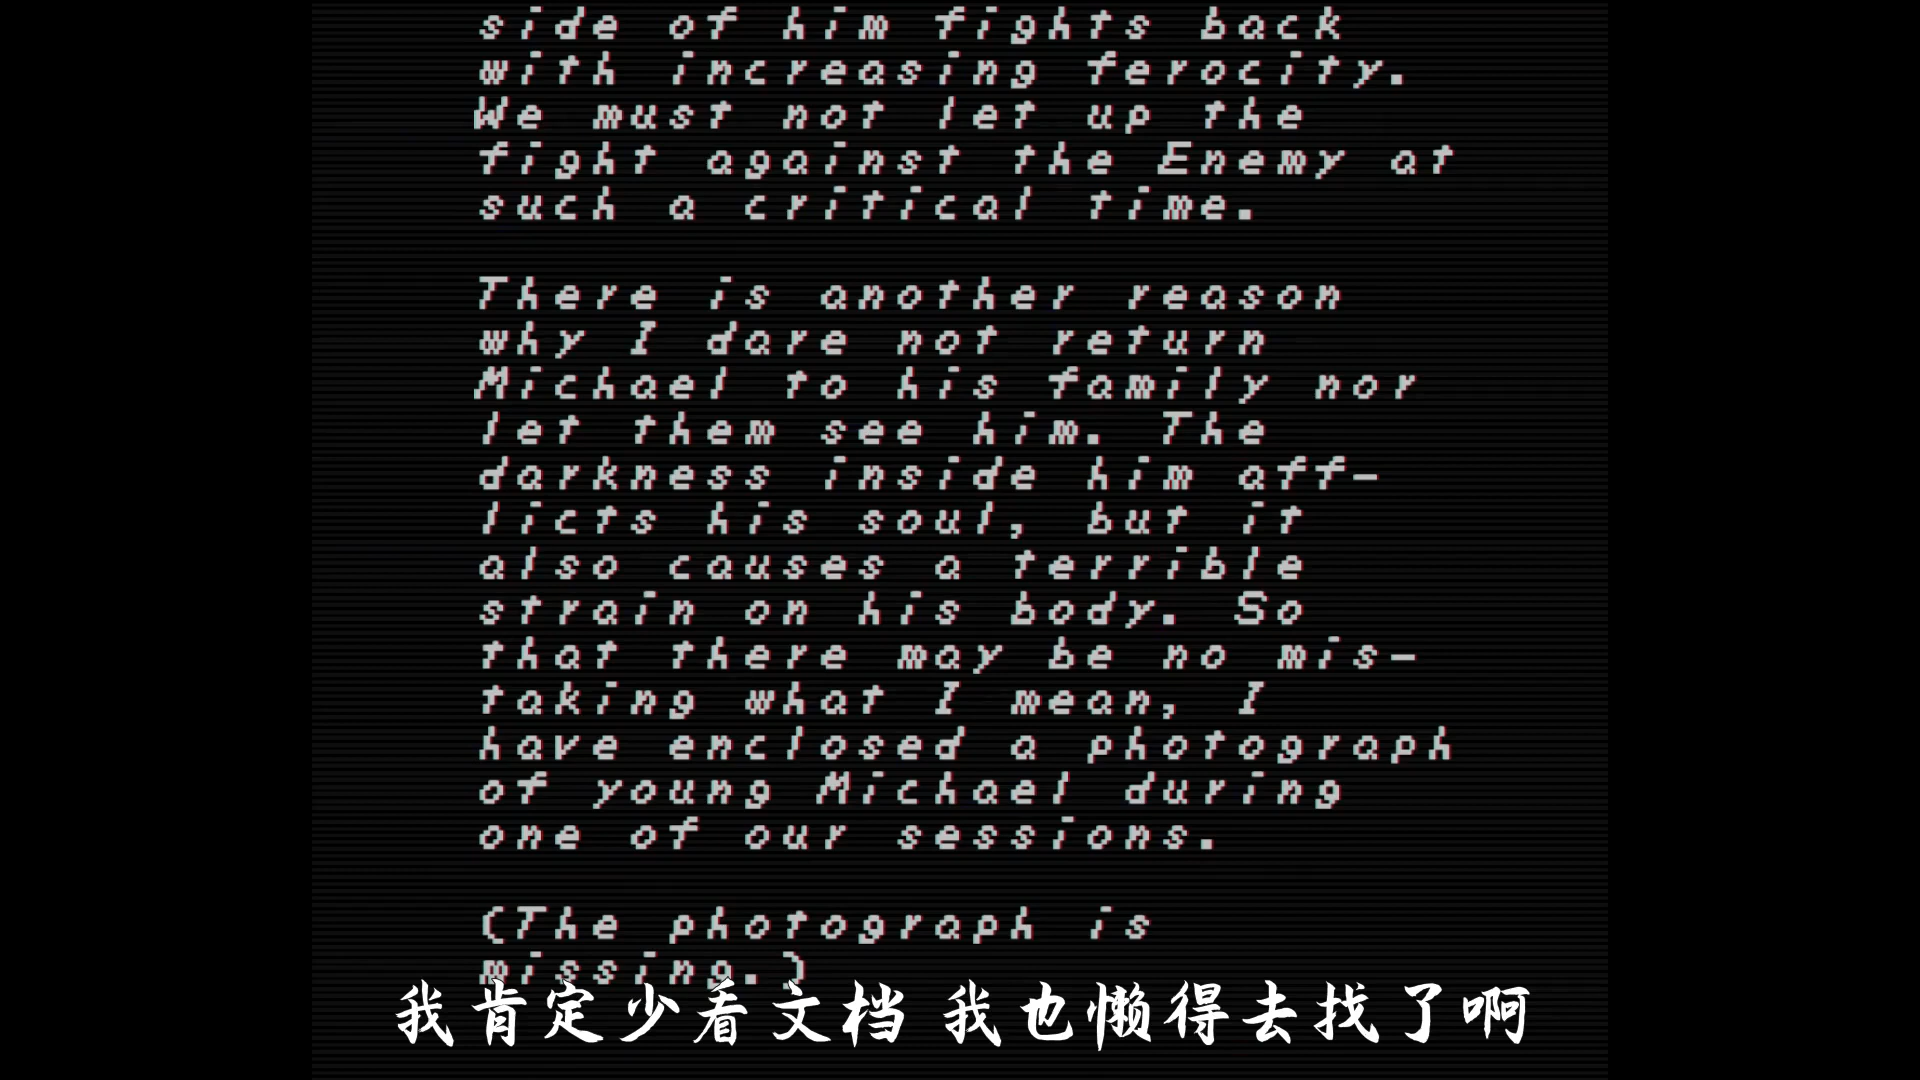 side of him fights back
with increasing ferocity.
We must not let up the
fight against the Enemy at
such a critical time.
There is another reason
why I dare not return
Michael to his family nor
let them see him. The
darkness inside him aff-
licts his soul, but it
also causes a terrible
strain on his body. So
that there may be no mis-
taking what I mean, I
have enclosed a photograph
of young Michael during
one of our sessions.
(The photograph is
missing.)
我肯定少看文档 我也懒得去找了啊